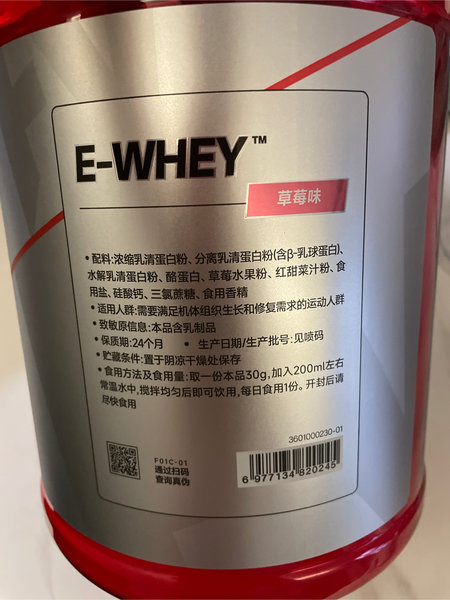 E-WHEY™
草莓味
• 配料:浓缩乳清蛋白粉、分离乳清蛋白粉(含β-乳球蛋白)、
水解乳清蛋白粉、酪蛋白、草莓水果粉、红甜菜汁粉、食
用盐、硅酸钙、三氯蔗糖、食用香精
• 适用人群:需要满足机体组织生长和修复需求的运动人群
• 致敏原信息:本品含乳制品
• 保质期:24个月 • 生产日期/生产批号:见喷码
• 贮藏条件:置于阴凉干燥处保存
• 食用方法及食用量:取一份本品30g,加入200ml左右
常温水中,搅拌均匀后即可饮用,每日食用1份。开封后请
尽快食用
3601000230-01
F01C-01
通过扫码
查询真伪
6 977134 820245